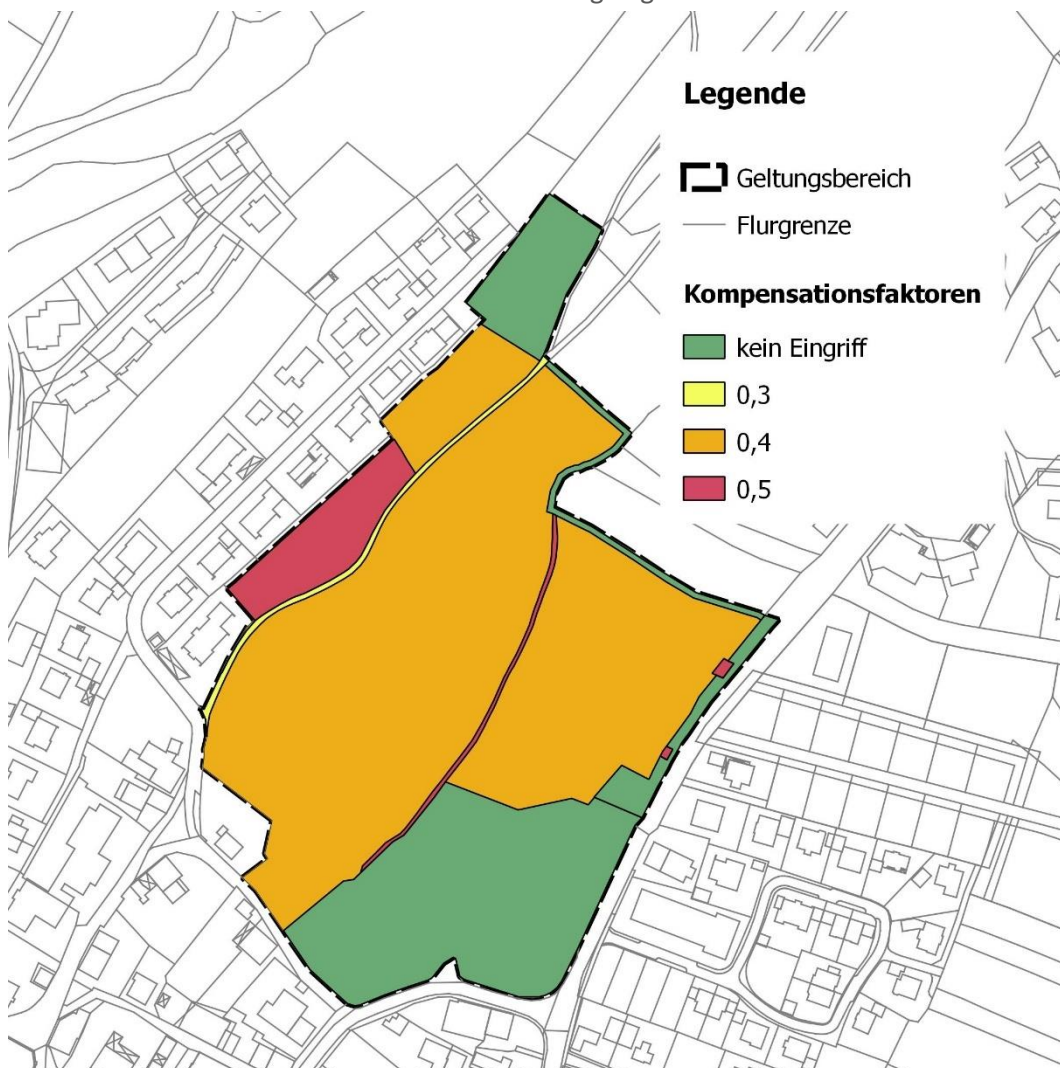 Legende
Geltungsbereich
Flurgrenze
Kompensationsfaktoren
kein Eingriff
0,3
0,4
0,5